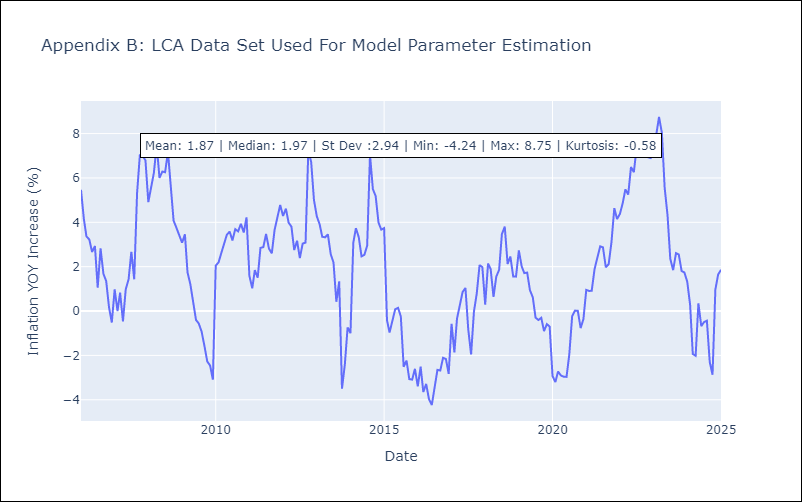 Appendix B: LCA Data Set Used For Model Parameter Estimation
Mean: 1.87 | Median: 1.97 | St Dev :2.94 | Min: -4.24 | Max: 8.75 | Kurtosis: -0.58
Inflation YOY Increase (%)
8
6
4
2
0
−2
−4
2010
2015
2020
2025
Date